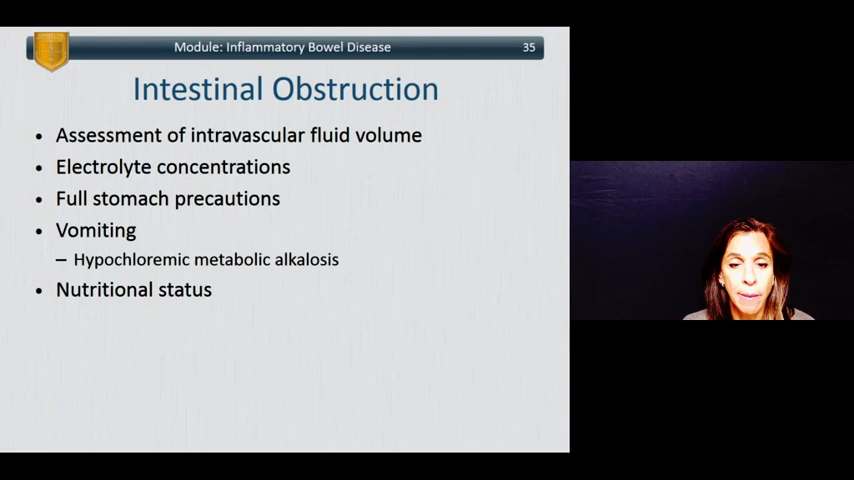 Module: Inflammatory Bowel Disease 35
Intestinal Obstruction
• Assessment of intravascular fluid volume
• Electrolyte concentrations
• Full stomach precautions
• Vomiting
– Hypochloremic metabolic alkalosis
• Nutritional status